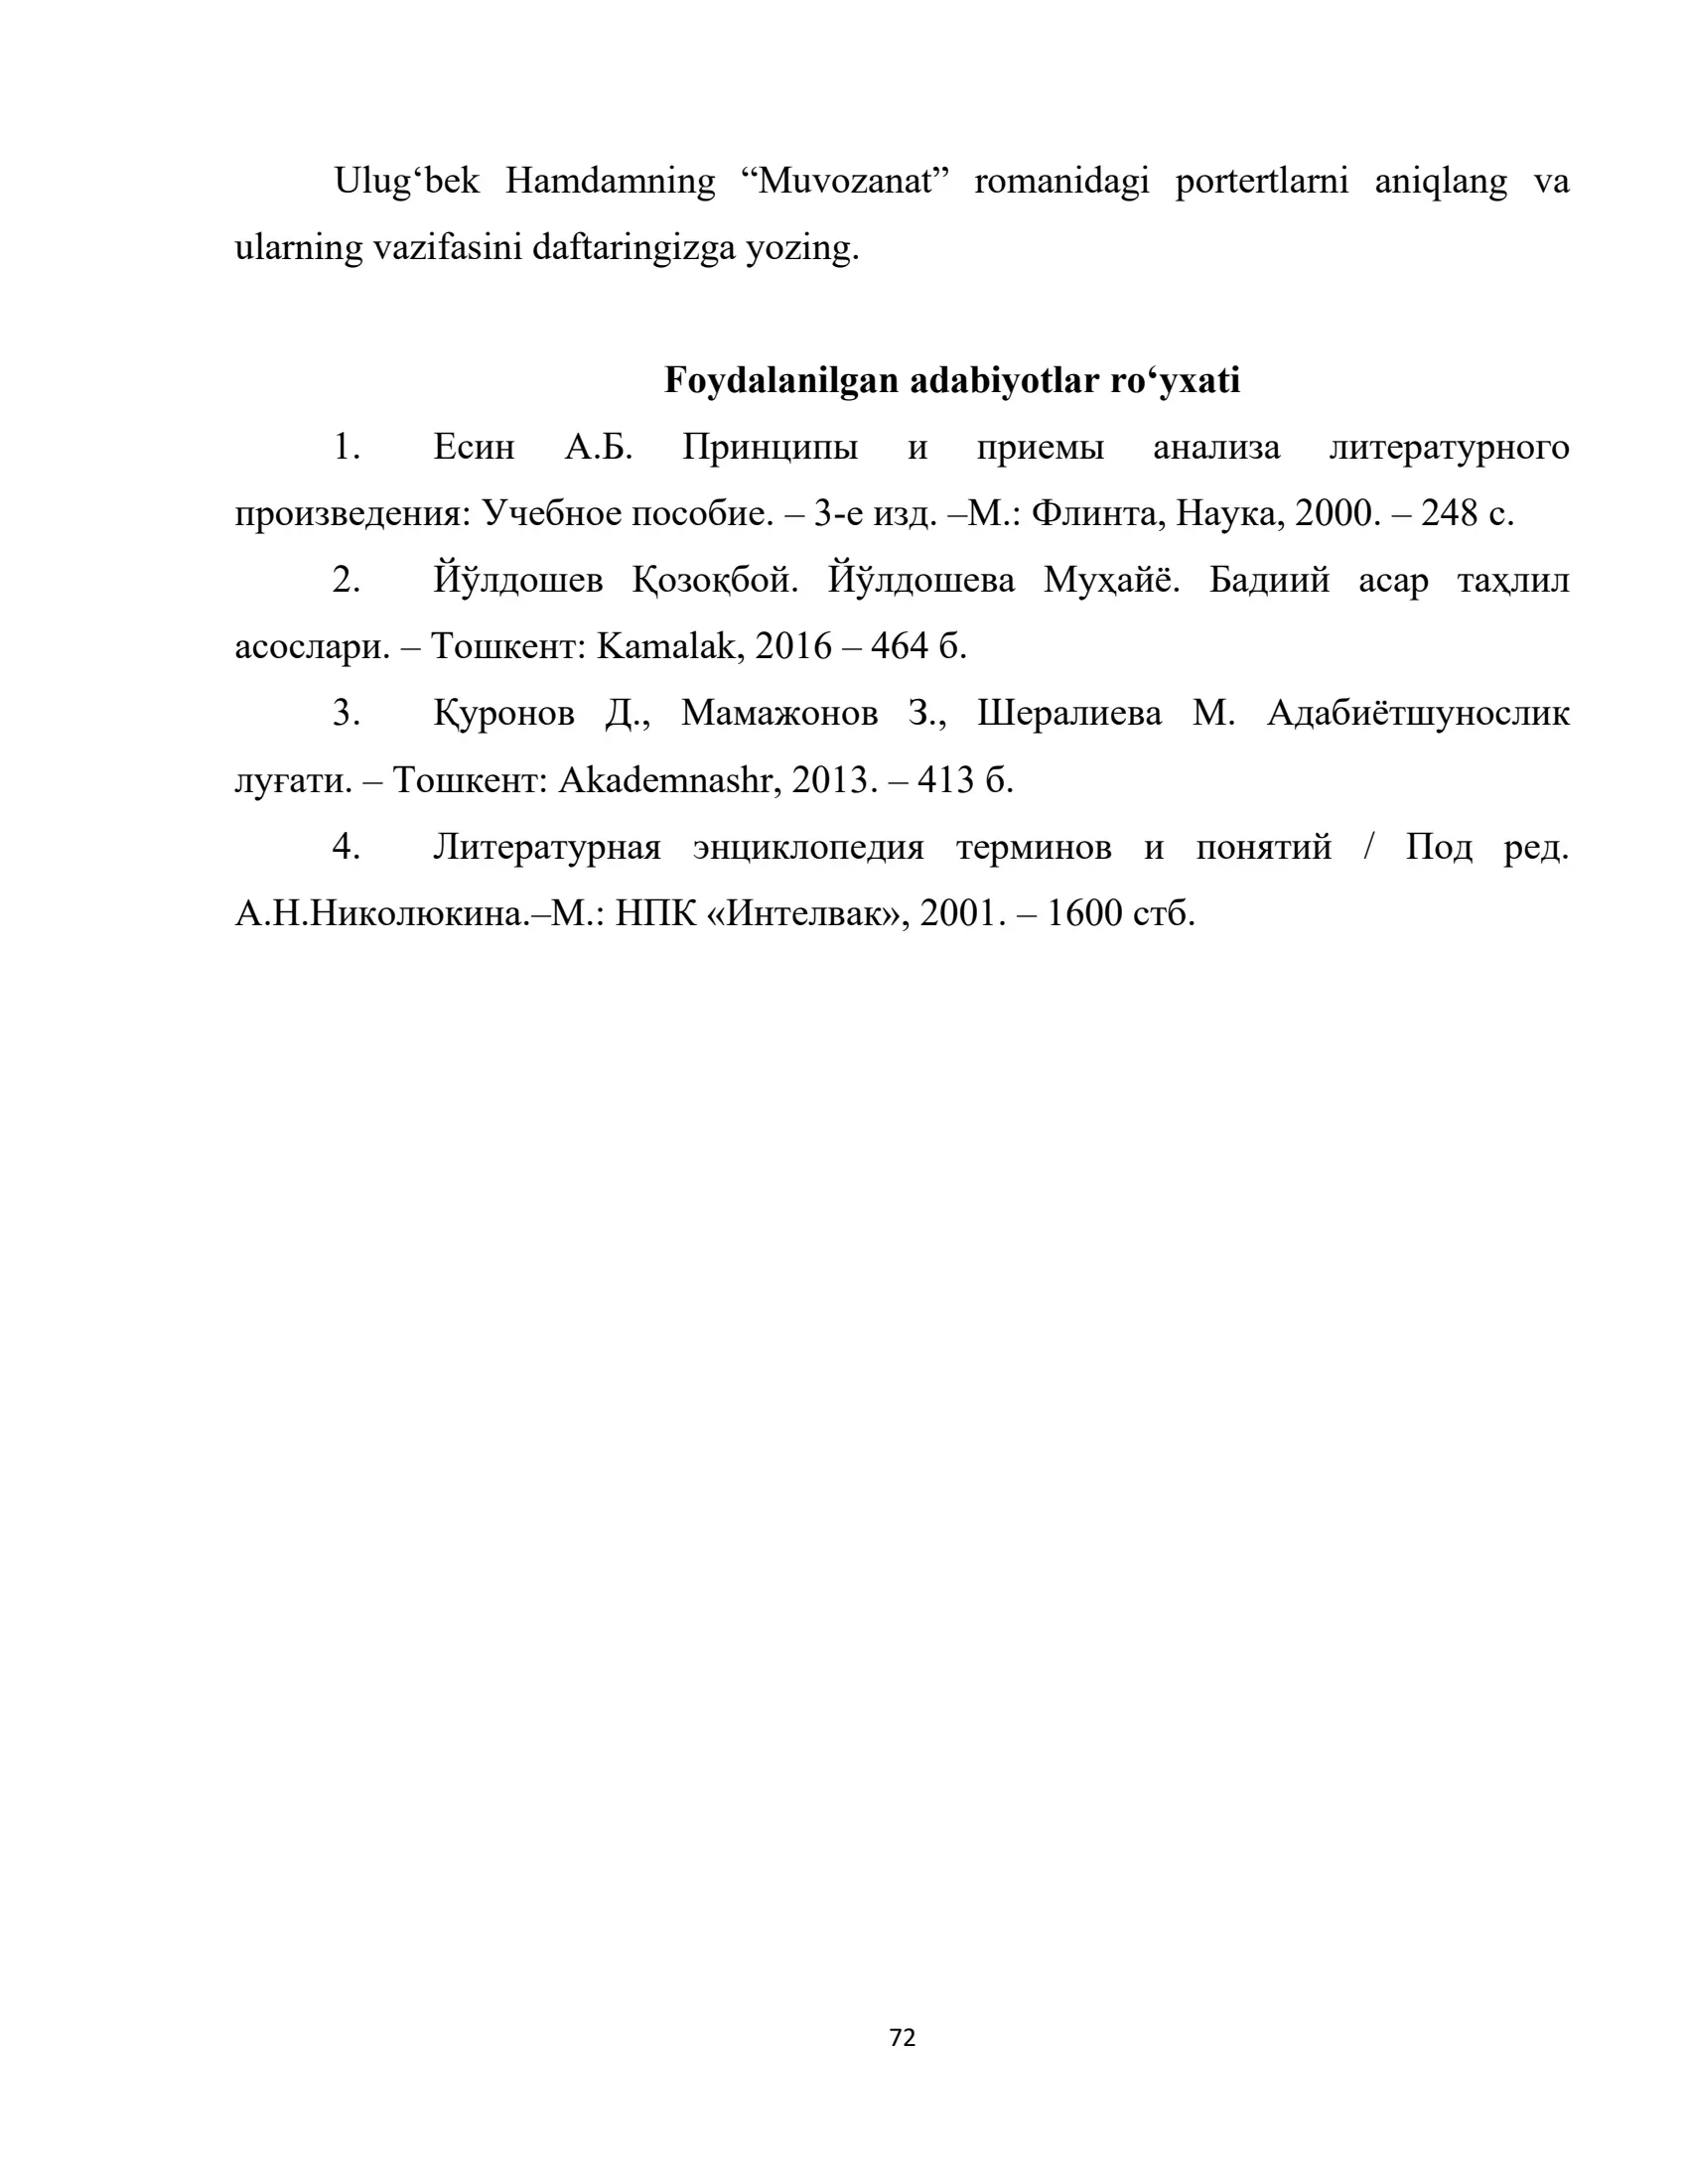 Ulug‘bek Hamdamning “Muvozanat” romanidagi portertlarni aniqlang va
ularning vazifasini daftaringizga yozing.
Foydalanilgan adabiyotlar ro‘yxati
1. Есин А.Б. Принципы и приемы анализа литературного
произведения: Учебное пособие. – 3-е изд. –М.: Флинта, Наука, 2000. – 248 с.
2. Йўлдошев Қозоқбой. Йўлдошева Муҳайё. Бадиий асар таҳлил
асослари. – Тошкент: Kamalak, 2016 – 464 б.
3. Қуронов Д., Мамажонов З., Шералиева М. Адабиётшунослик
луғати. – Тошкент: Akademnashr, 2013. – 413 б.
4. Литературная энциклопедия терминов и понятий / Под ред.
А.Н.Николюкина.–М.: НПК «Интелвак», 2001. – 1600 стб.
72